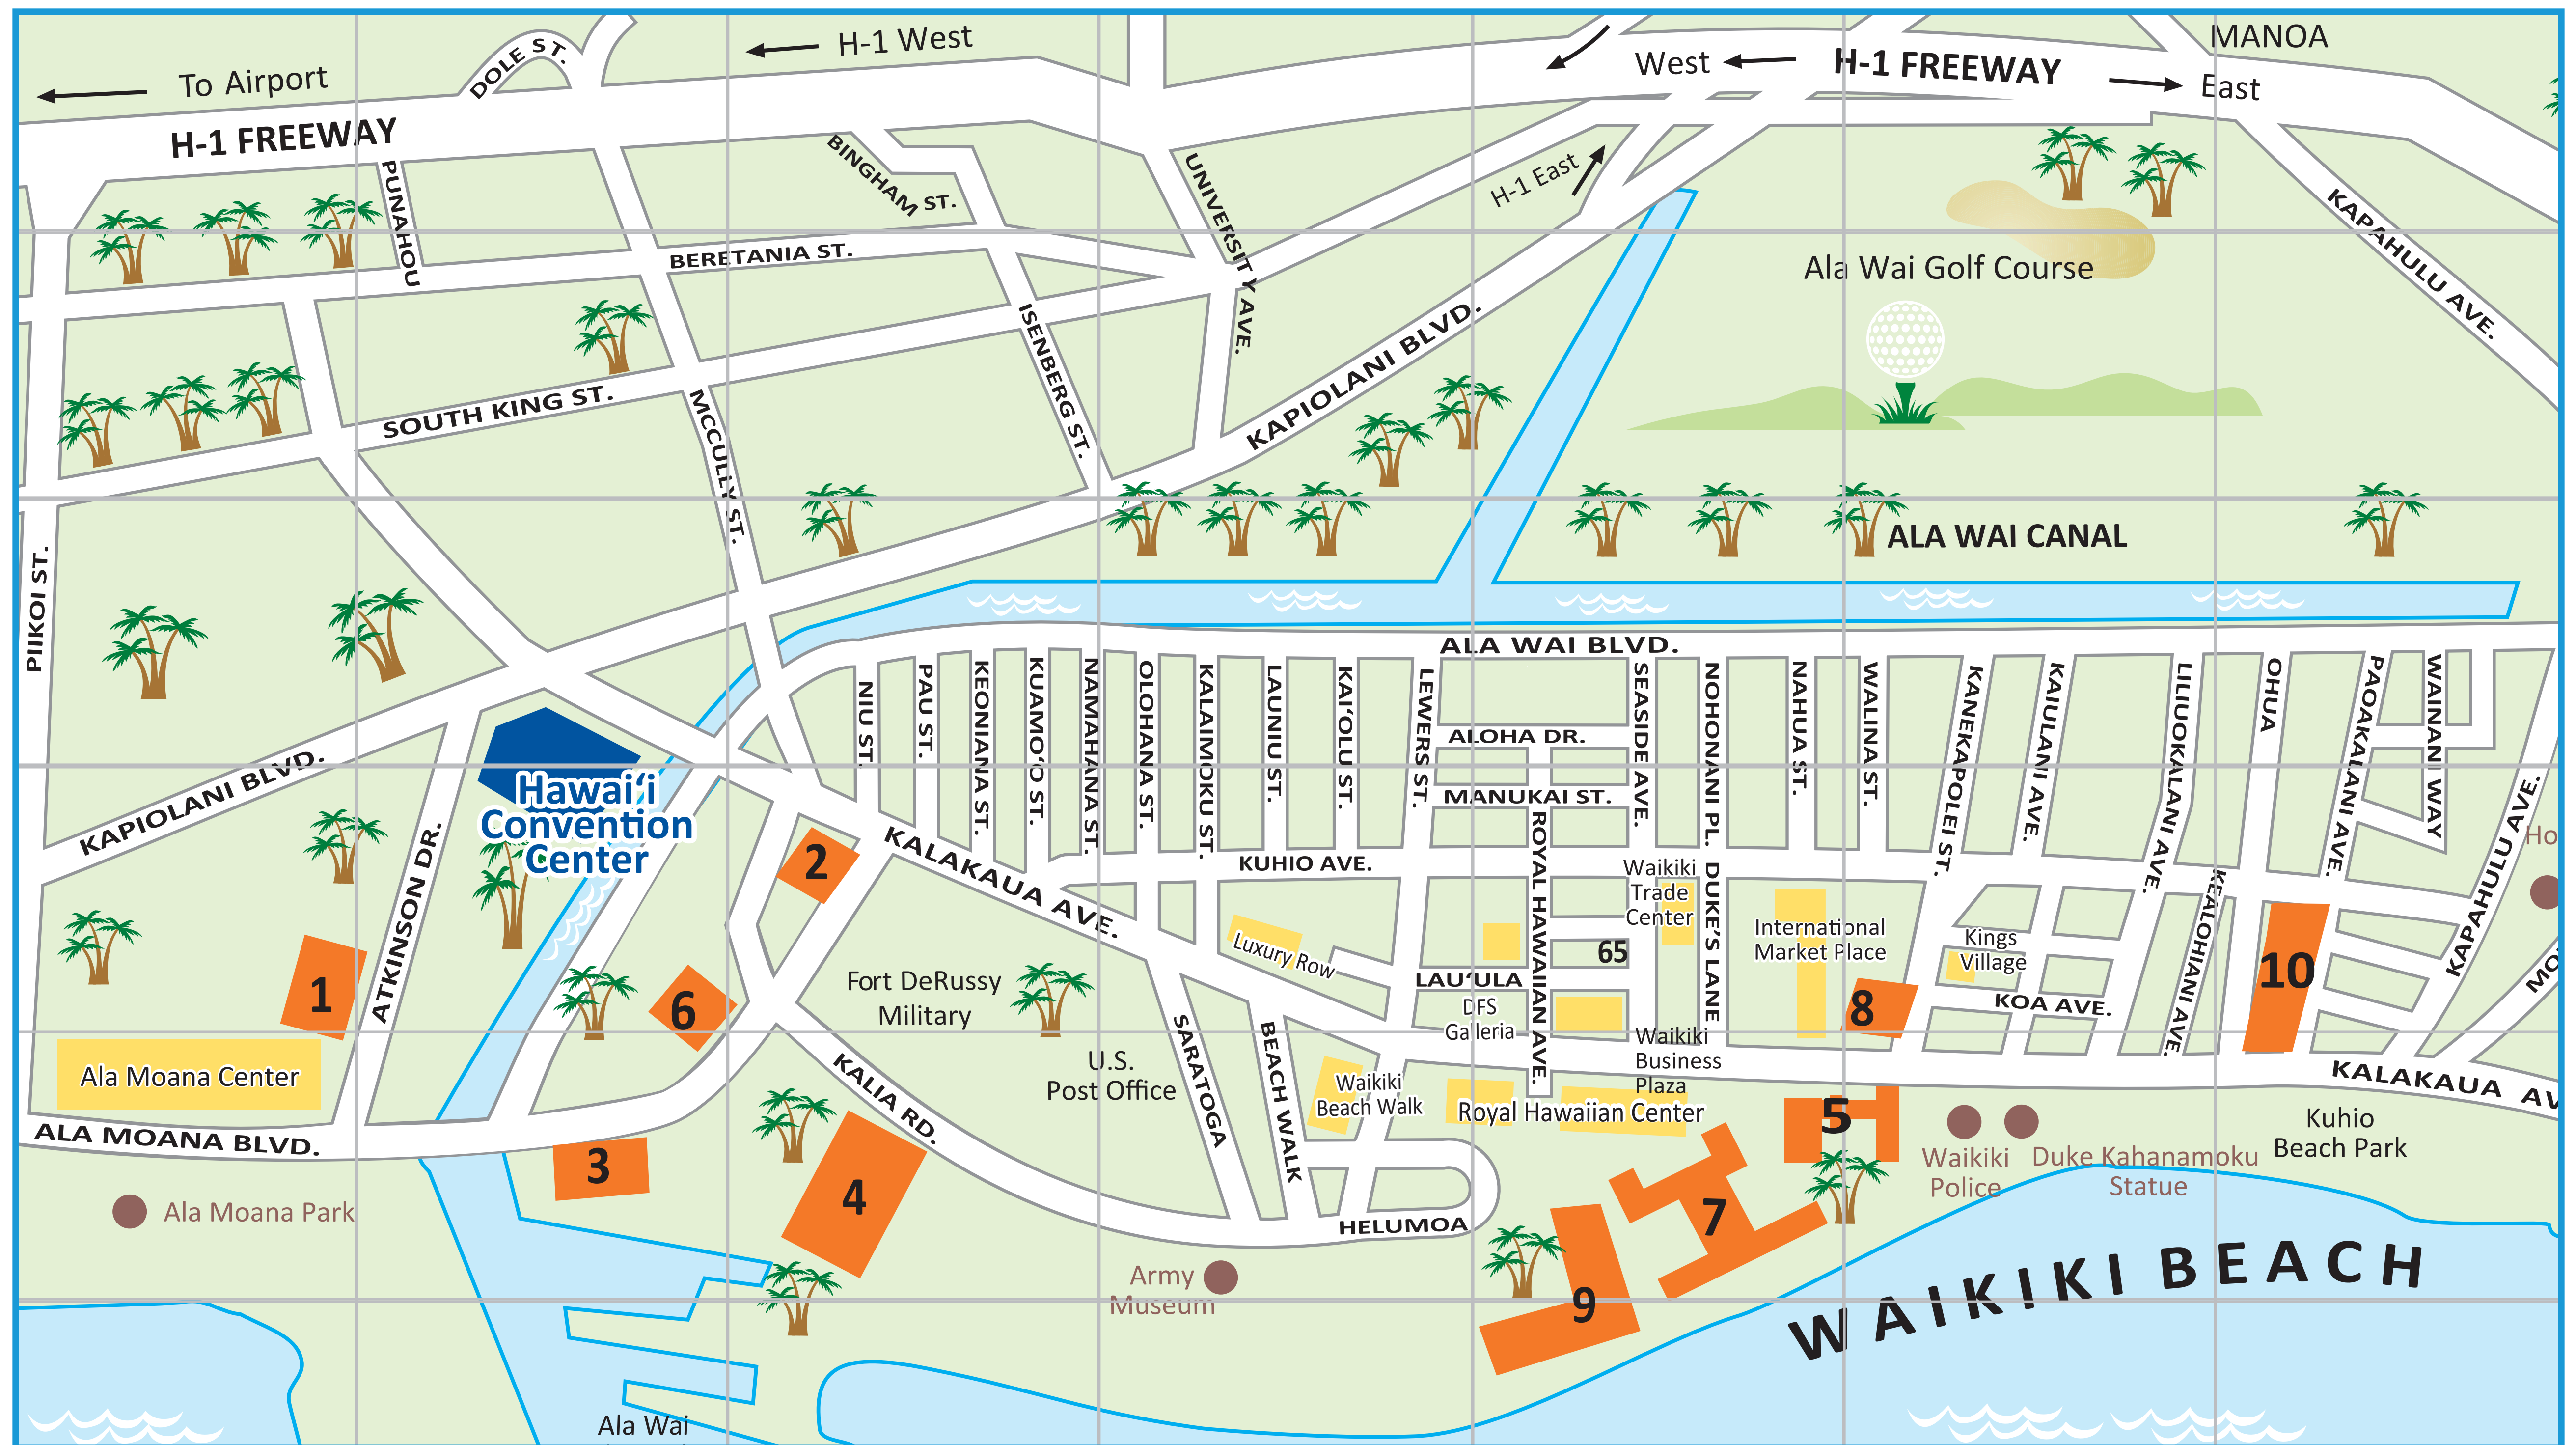 MANOA
H-1 West
DOLE ST.
To Airport
West
H-1 FREEWAY
East
H-1 FREEWAY
BINGHAM ST.
PUNAHOU
UNIVERSITY AVE.
H-1 East
KAPAHULU AVE.
BERETANIA ST.
Ala Wai Golf Course
ISENBERG ST.
KAPIOLANI BLVD.
SOUTH KING ST.
MCCULLY ST.
ALA WAI CANAL
PIIKOI ST.
ALA WAI BLVD.
NIU ST.
PAU ST.
KEONIANA ST.
KUAMO‘O ST.
NAMAHANA ST.
OLOHANA ST.
KALAIMOKU ST.
LAUNIU ST.
KAI‘OLU ST.
LEWERS ST.
SEASIDE AVE.
NOHONANI PL.
NAHUA ST.
WALINA ST.
KANEKAPOLEI ST.
KAIULANI AVE.
LILIUOKALANI AVE.
OHUA
PAOAKALANI AVE.
WAINANI WAY
ALOHA DR.
KAPIOLANI BLVD.
Hawai‘i
Convention
Center
MANUKAI ST.
KAPAHULU AVE.
Ho
ATKINSON DR.
2
KALAKAUA AVE.
KUHIO AVE.
ROYAL HAWAIIAN AVE.
Waikiki
Trade
Center
DUKE’S LANE
KEALOHIANI AVE.
International
Market Place
Kings
Village
Luxury Row
65
10
MO
1
6
Fort DeRussy
Military
LAU‘ULA
DFS
Galleria
8
KOA AVE.
SARATOGA
BEACH WALK
Waikiki
Business
Plaza
Ala Moana Center
U.S.
Post Office
KALIA RD.
Waikiki
Beach Walk
Royal Hawaiian Center
5
KALAKAUA AV
Kuhio
Beach Park
ALA MOANA BLVD.
3
4
7
Waikiki
Police
Duke Kahanamoku
Statue
Ala Moana Park
HELUMOA
Army
Museum
9
WAIKIKI BEACH
Ala Wai